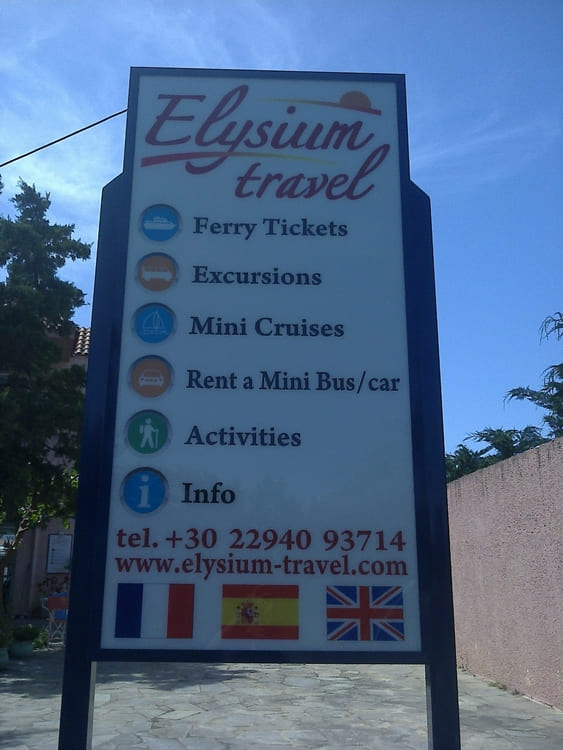 Elysium
travel
Ferry Tickets
Excursions
Mini Cruises
Rent a Mini Bus/car
Activities
i Info
tel. +30 22940 93714
www.elysium-travel.com